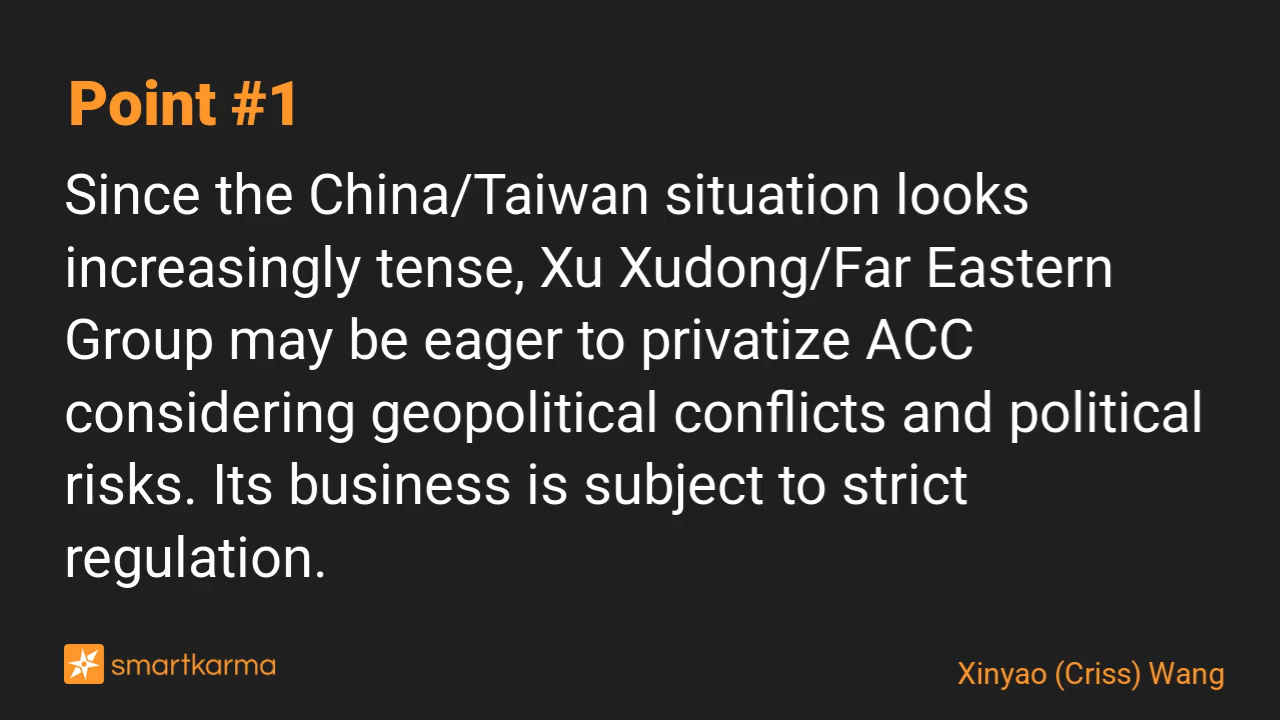 Point #1
Since the China/Taiwan situation looks
increasingly tense, Xu Xudong/Far Eastern
Group may be eager to privatize ACC
considering geopolitical conflicts and political
risks. Its business is subject to strict
regulation.
smartkarma
Xinyao (Criss) Wang